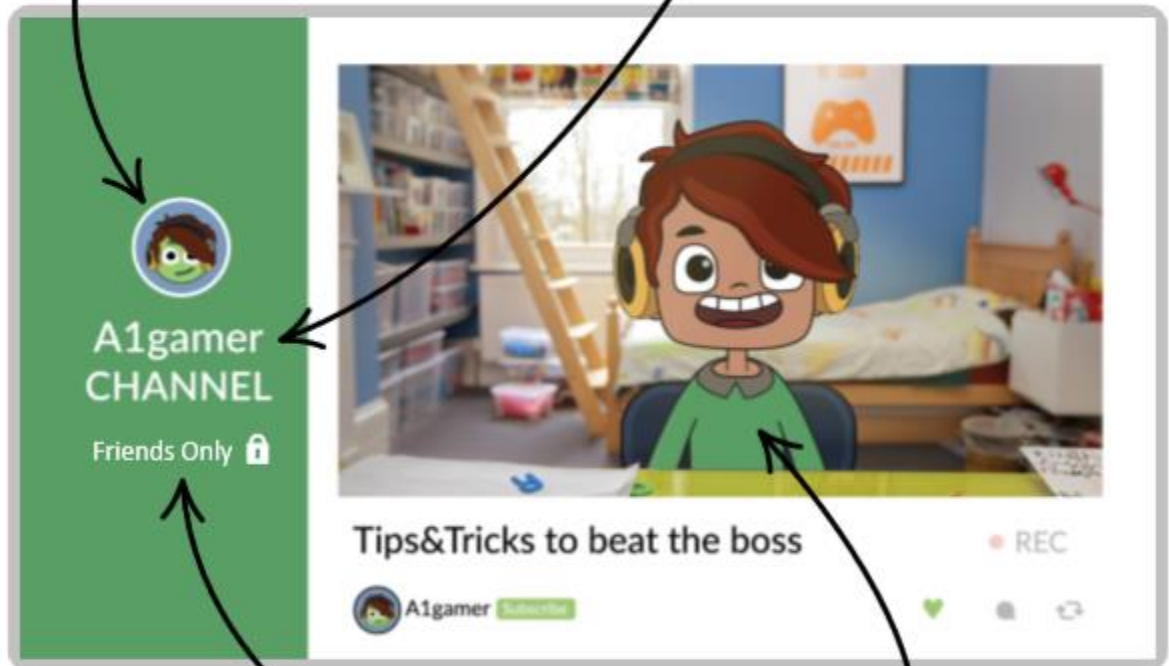 A1gamer
CHANNEL
Friends Only
Tips&Tricks to beat the boss
REC
A1gamer Subscribe